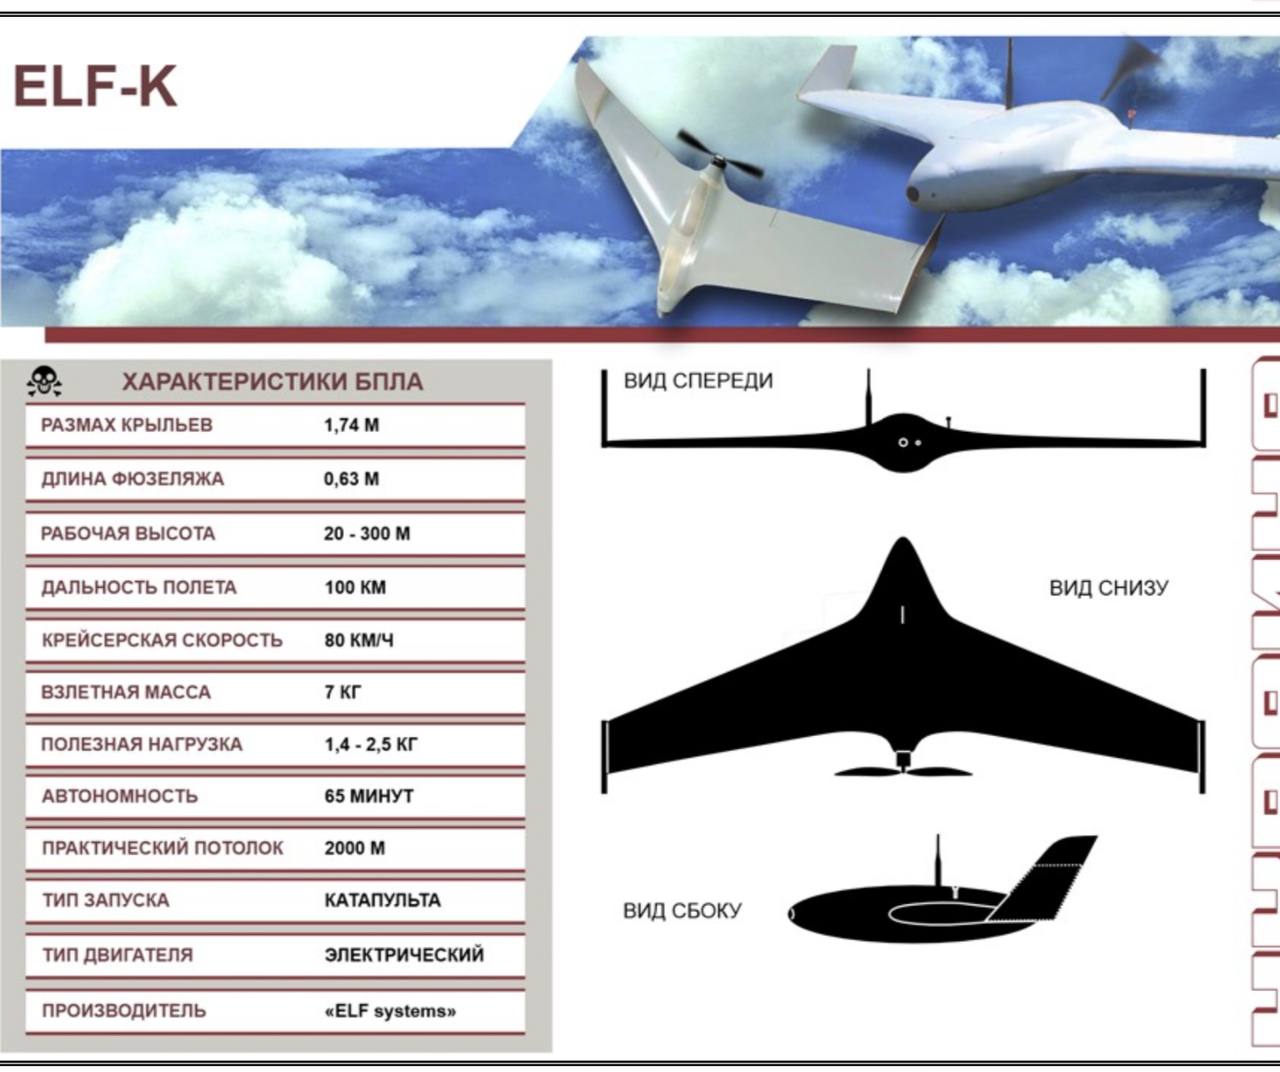 ELF-K
ХАРАКТЕРИСТИКИ БПЛА
РАЗМАХ КРЫЛЬЕВ 1,74 М
ДЛИНА ФЮЗЕЛЯЖА 0,63 М
РАБОЧАЯ ВЫСОТА 20 - 300 М
ДАЛЬНОСТЬ ПОЛЕТА 100 КМ
КРЕЙСЕРСКАЯ СКОРОСТЬ 80 КМ/Ч
ВЗЛЕТНАЯ МАССА 7 КГ
ПОЛЕЗНАЯ НАГРУЗКА 1,4 - 2,5 КГ
АВТОНОМНОСТЬ 65 МИНУТ
ПРАКТИЧЕСКИЙ ПОТОЛОК 2000 М
ТИП ЗАПУСКА КАТАПУЛЬТА
ТИП ДВИГАТЕЛЯ ЭЛЕКТРИЧЕСКИЙ
ПРОИЗВОДИТЕЛЬ «ELF systems»
ВИД СПЕРЕДИ
ВИД СНИЗУ
ВИД СБОКУ